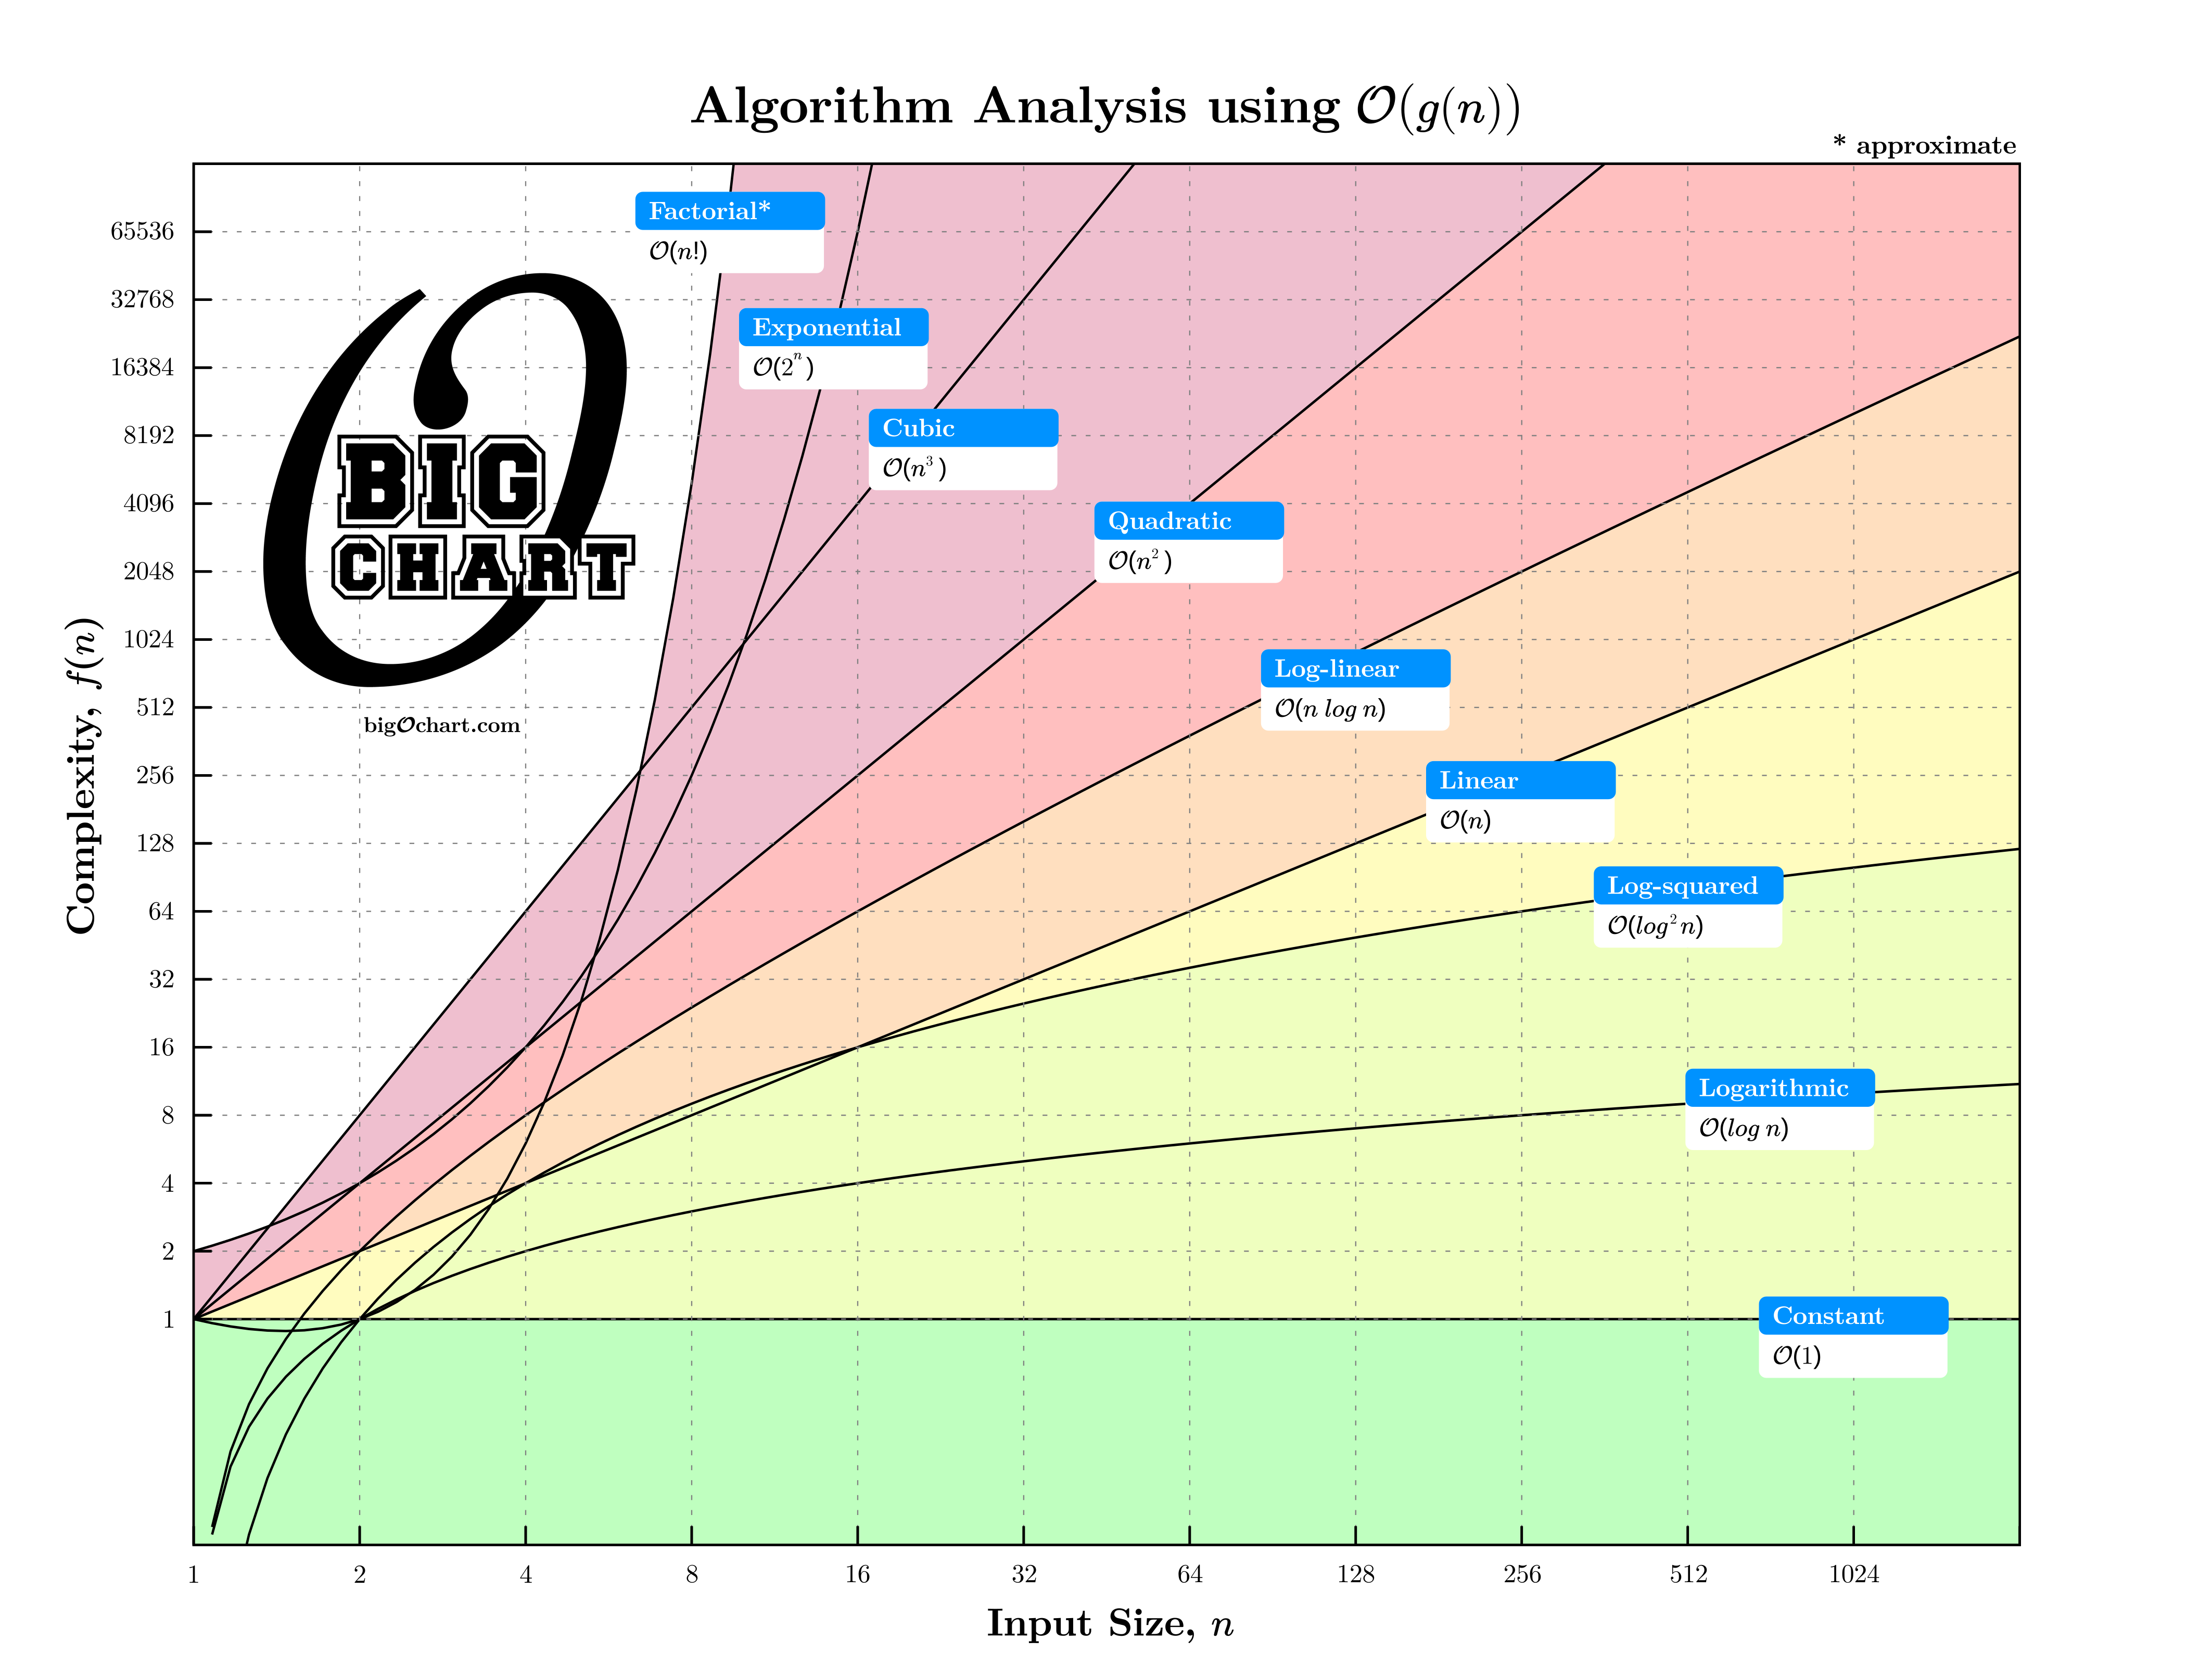 Algorithm Analysis using 𝒪(g(n))
* approximate
Complexity, f(n)
65536
32768
16384
8192
4096
2048
1024
512
256
128
64
32
16
8
4
2
1
BIG
CHART
big𝒪chart.com
Factorial*
𝒪(n!)
Exponential
𝒪(2ⁿ)
Cubic
𝒪(n³)
Quadratic
𝒪(n²)
Log-linear
𝒪(n log n)
Linear
𝒪(n)
Log-squared
𝒪(log²n)
Logarithmic
𝒪(log n)
Constant
𝒪(1)
1 2 4 8 16 32 64 128 256 512 1024
Input Size, n